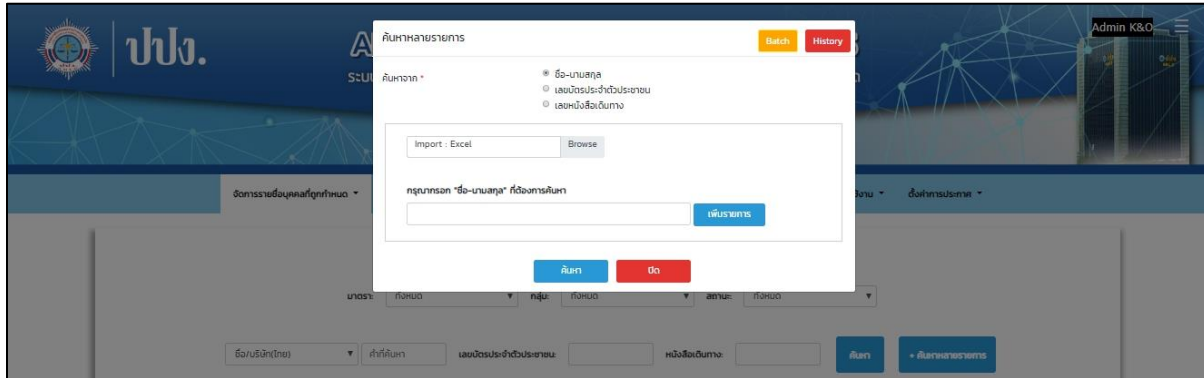 ปปง.
Admin K&O
ค้นหาหลายรายการ
Batch
History
ค้นหาจาก *
ชื่อ-นามสกุล
เลขบัตรประจำตัวประชาชน
เลขหนังสือเดินทาง
Import : Excel
Browse
กรุณากรอก "ชื่อ-นามสกุล" ที่ต้องการค้นหา
เพิ่มรายการ
ค้นหา
ปิด
จัดการรายชื่อบุคคลที่ถูกกำหนด
ตั้งค่าการประกาศ
มาตรา:
ทั้งหมด
กลุ่ม:
ทั้งหมด
สถานะ:
ทั้งหมด
ชื่อ/บริษัท(ไทย)
คำที่ค้นหา
เลขบัตรประจำตัวประชาชน:
หนังสือเดินทาง:
ค้นหา
+ ค้นหาหลายรายการ